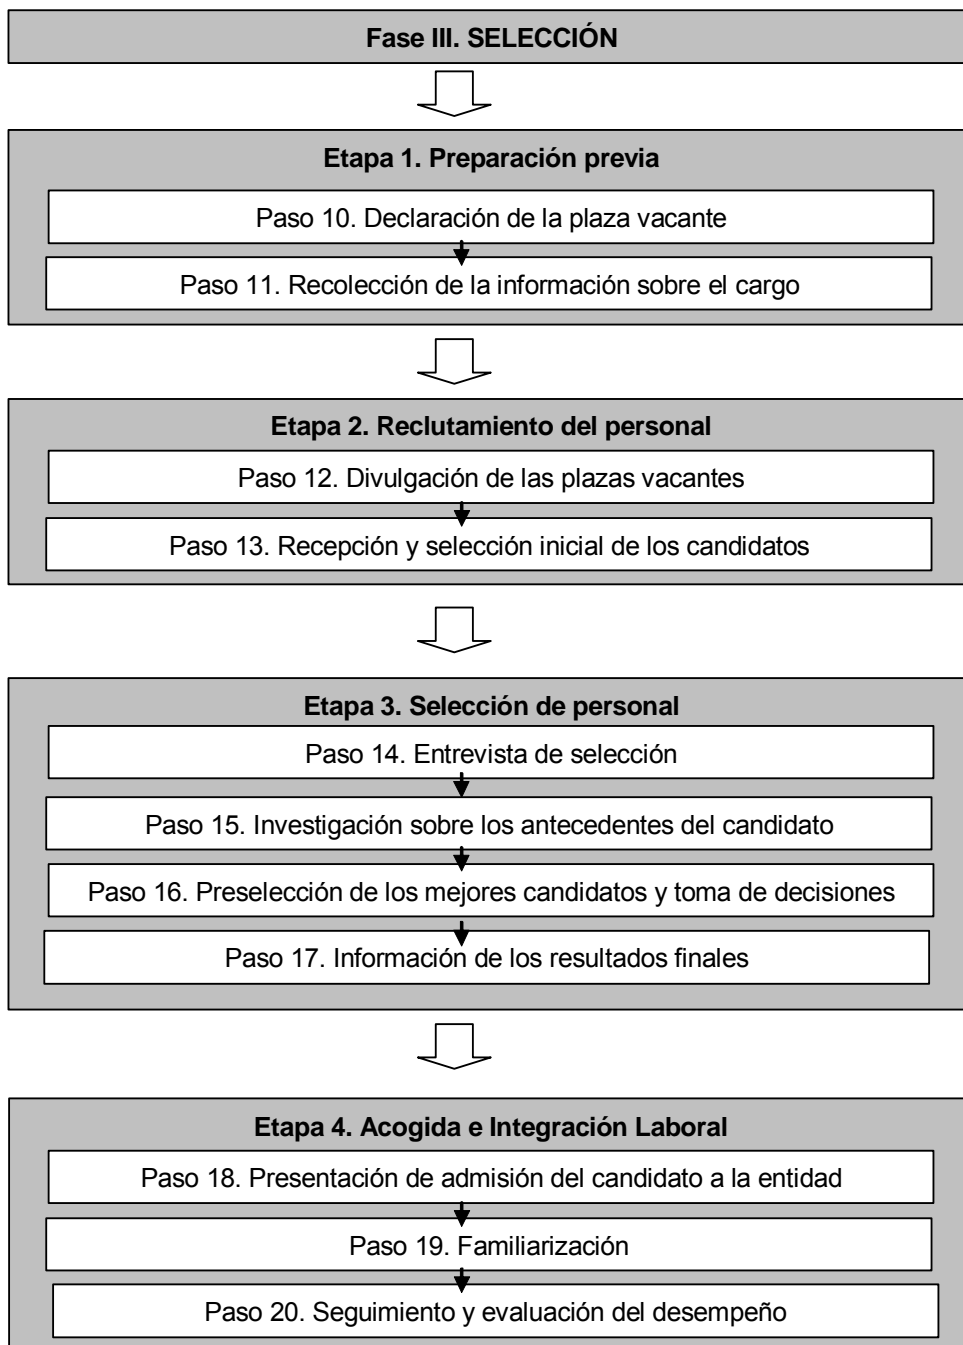 Fase III. SELECCIÓN
Etapa 1. Preparación previa
Paso 10. Declaración de la plaza vacante
Paso 11. Recolección de la información sobre el cargo
Etapa 2. Reclutamiento del personal
Paso 12. Divulgación de las plazas vacantes
Paso 13. Recepción y selección inicial de los candidatos
Etapa 3. Selección de personal
Paso 14. Entrevista de selección
Paso 15. Investigación sobre los antecedentes del candidato
Paso 16. Preselección de los mejores candidatos y toma de decisiones
Paso 17. Información de los resultados finales
Etapa 4. Acogida e Integración Laboral
Paso 18. Presentación de admisión del candidato a la entidad
Paso 19. Familiarización
Paso 20. Seguimiento y evaluación del desempeño